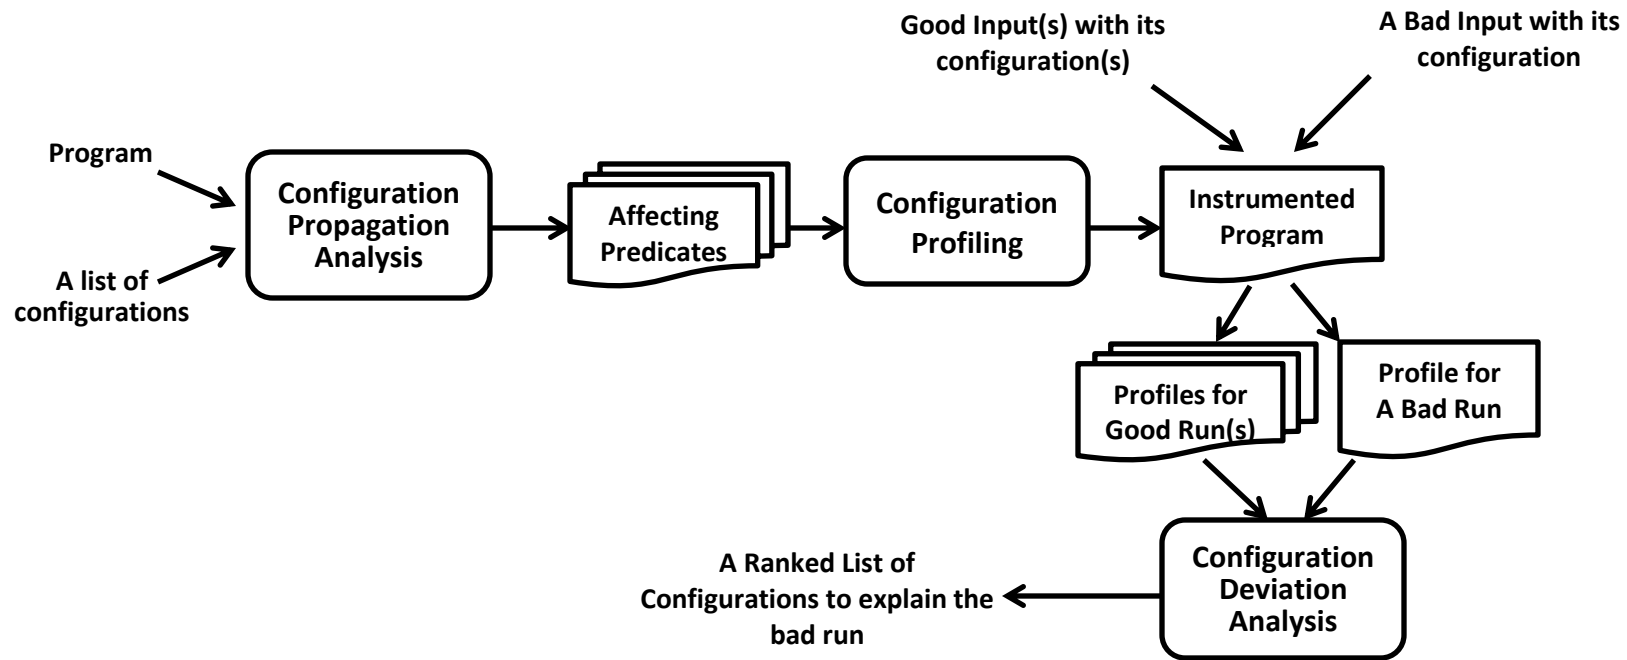 Good Input(s) with its
configuration(s)
A Bad Input with its
configuration
Program
A list of
configurations
Configuration
Propagation
Analysis
Affecting
Predicates
Configuration
Profiling
Instrumented
Program
Profiles for
Good Run(s)
Profile for
A Bad Run
Configuration
Deviation
Analysis
A Ranked List of
Configurations to explain the
bad run